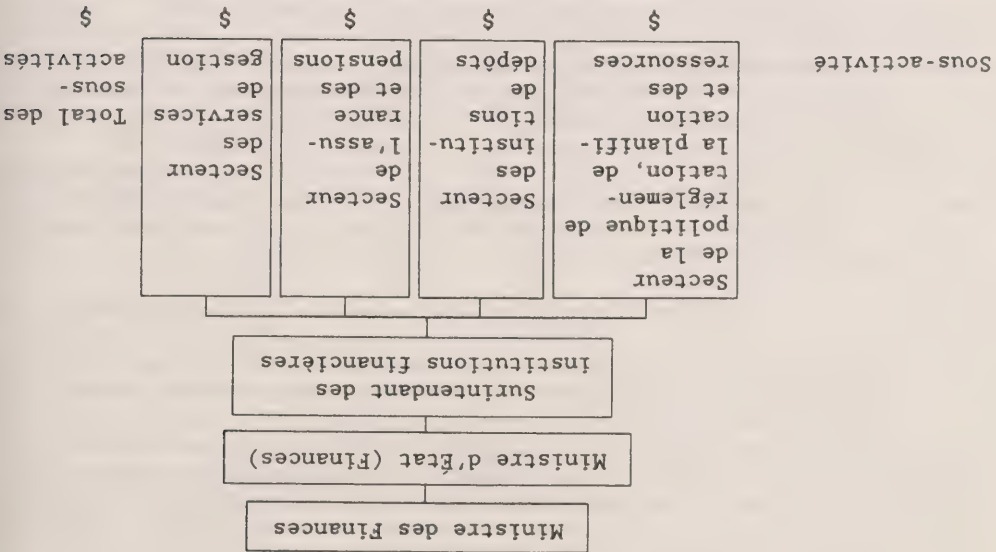 Ministre des Finances
Ministre d'État (Finances)
Surintendant des
institutions financières
Secteur
de la
politique de
réglemen-
tation, de
la planifi-
cation
et des
ressources
Secteur
des
institu-
tions
de
dépôts
Secteur
de
l'assu-
rance
et des
pensions
Secteur
des
services
de
gestion
Total des
sous-
activités
Sous-activité
$ $ $ $ $